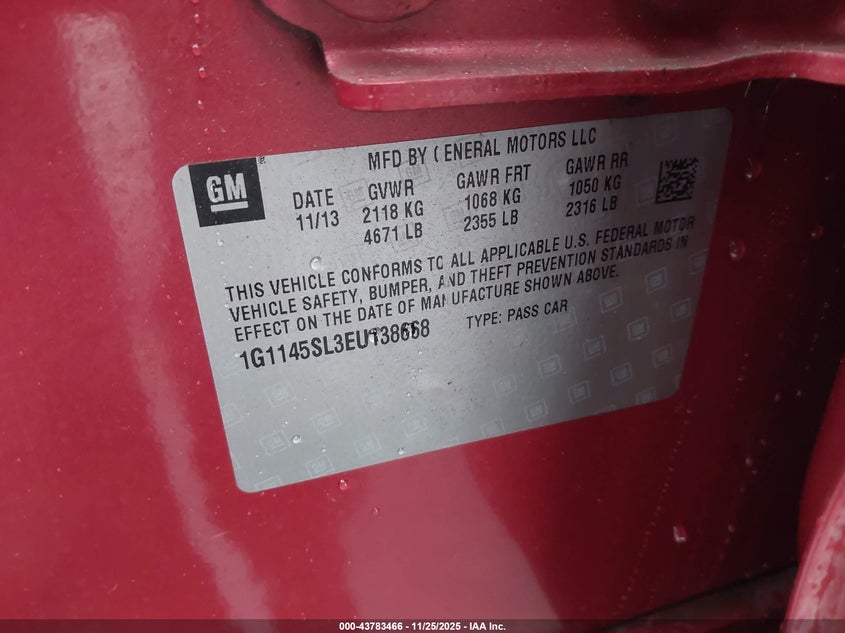 GM
MFD BY GENERAL MOTORS LLC
DATE GVWR GAWR FRT GAWR RR
11/13 2118 KG 1068 KG 1050 KG
4671 LB 2355 LB 2316 LB
THIS VEHICLE CONFORMS TO ALL APPLICABLE U.S. FEDERAL MOTOR
VEHICLE SAFETY, BUMPER, AND THEFT PREVENTION STANDARDS IN
EFFECT ON THE DATE OF MANUFACTURE SHOWN ABOVE.
1G1145SL3EU138668 TYPE: PASS CAR
000-43783466 - 11/25/2025 - IAA Inc.